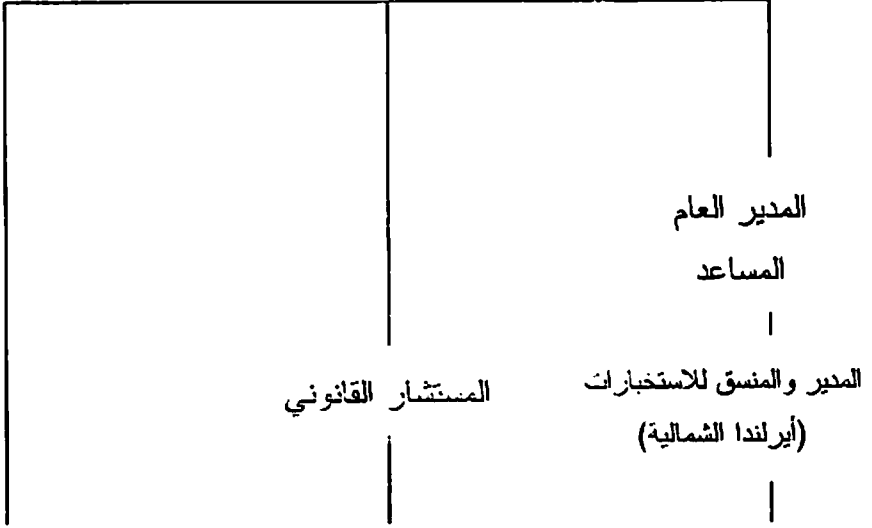 المدير العام
المساعد
المدير والمنسق للاستخبارات
(أيرلندا الشمالية)
المستشار القانوني